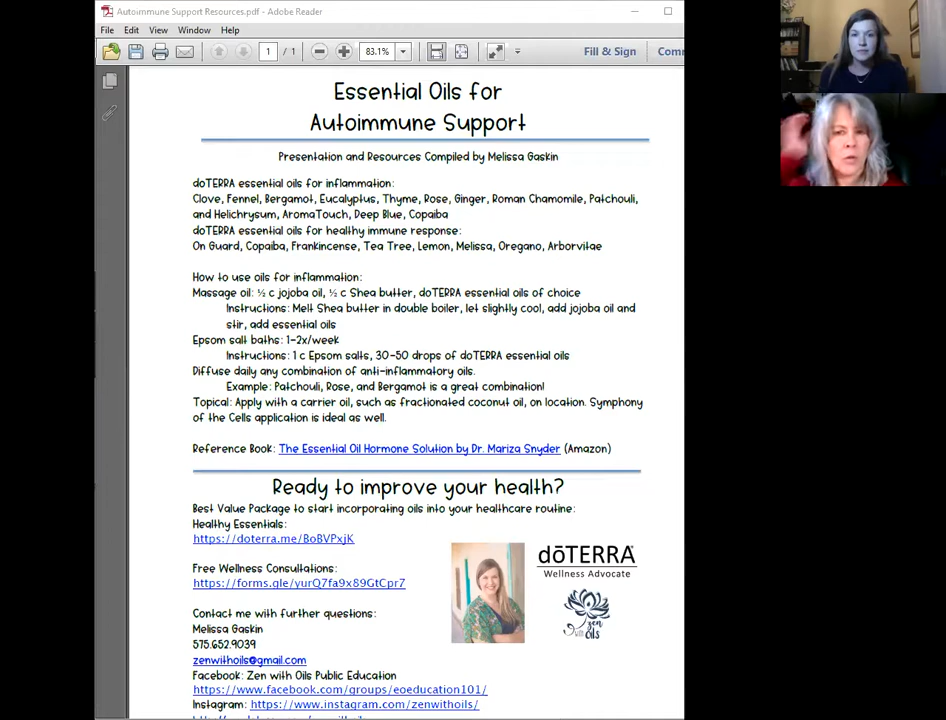 Autoimmune Support Resources.pdf - Adobe Reader
File Edit View Window Help
1 / 1 83.1% Fill & Sign Comm
Essential Oils for
Autoimmune Support
Presentation and Resources Compiled by Melissa Gaskin
doTERRA essential oils for inflammation:
Clove, Fennel, Bergamot, Eucalyptus, Thyme, Rose, Ginger, Roman Chamomile, Patchouli,
and Helichrysum, AromaTouch, Deep Blue, Copaiba
doTERRA essential oils for healthy immune response:
On Guard, Copaiba, Frankincense, Tea Tree, Lemon, Melissa, Oregano, Arborvitae
How to use oils for inflammation:
Massage oil: ½ c jojoba oil, ½ c Shea butter, doTERRA essential oils of choice
Instructions: Melt Shea butter in double boiler, let slightly cool, add jojoba oil and
stir, add essential oils
Epsom salt baths: 1-2x/week
Instructions: 1 c Epsom salts, 30-50 drops of doTERRA essential oils
Diffuse daily any combination of anti-inflammatory oils.
Example: Patchouli, Rose, and Bergamot is a great combination!
Topical: Apply with a carrier oil, such as fractionated coconut oil, on location. Symphony
of the Cells application is ideal as well.
Reference Book: The Essential Oil Hormone Solution by Dr. Mariza Snyder (Amazon)
Ready to improve your health?
Best Value Package to start incorporating oils into your healthcare routine:
Healthy Essentials:
https://doterra.me/BoBVPxjK
Free Wellness Consultations:
https://forms.gle/yurQ7fa9x89GtCpr7
Contact me with further questions:
Melissa Gaskin
575.652.9039
zenwithoils@gmail.com
Facebook: Zen with Oils Public Education
https://www.facebook.com/groups/eoeducation101/
Instagram: https://www.instagram.com/zenwithoils/
dōTERRA
Wellness Advocate
zen
with
oils